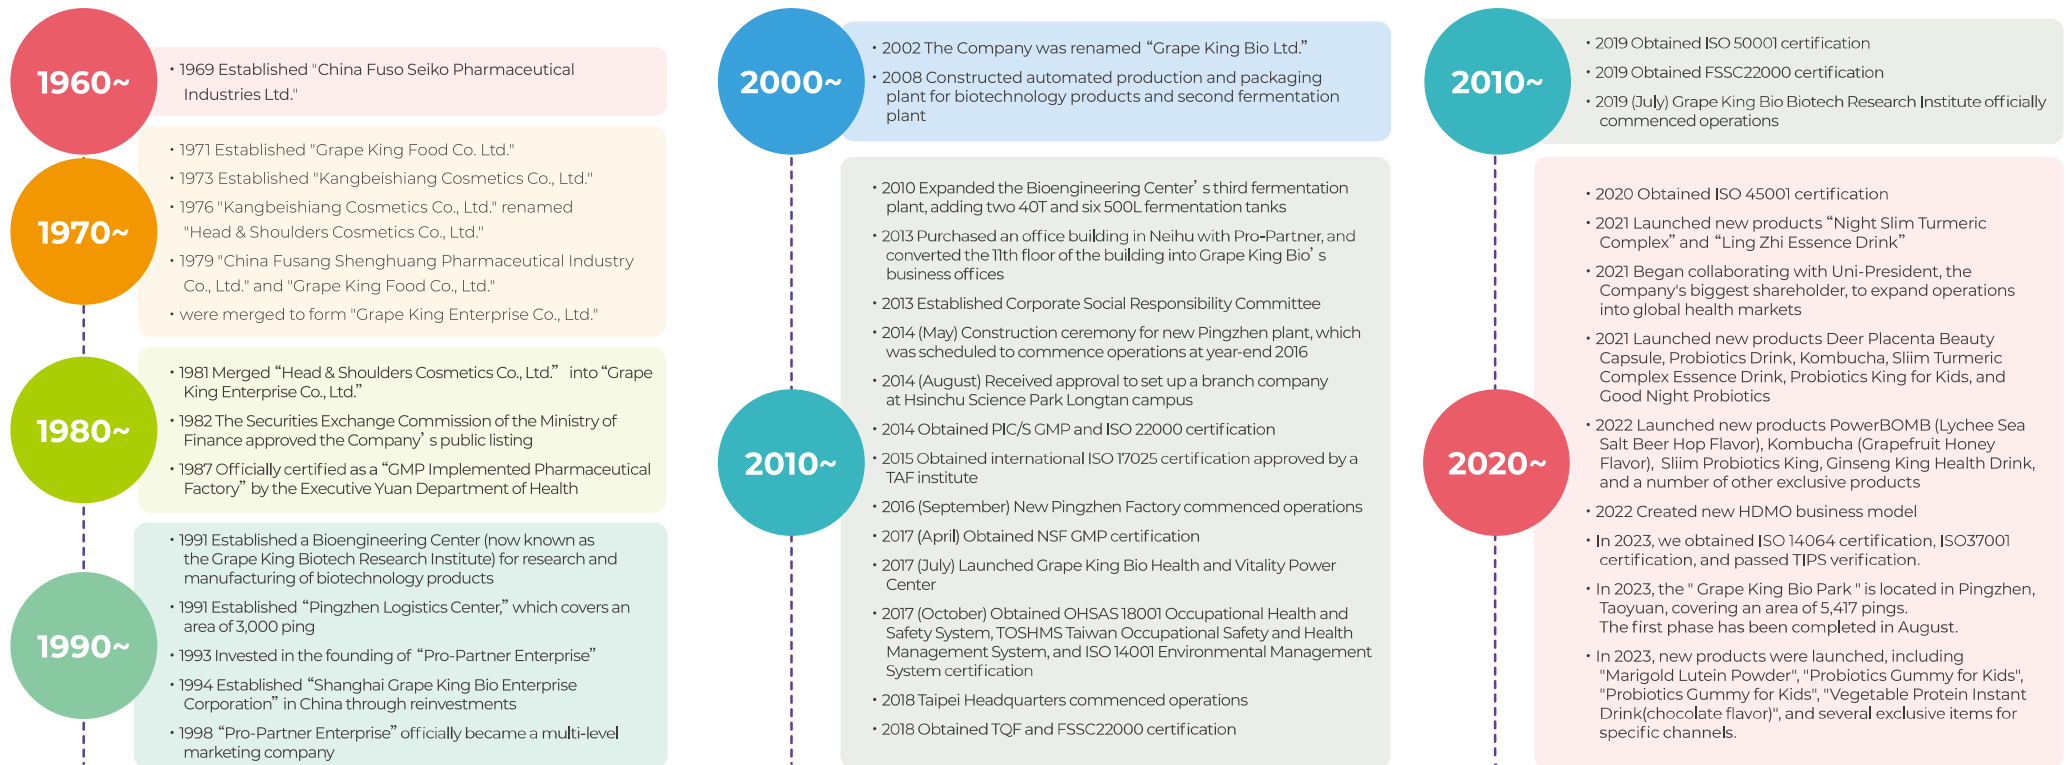 1960~
• 1969 Established "China Fuso Seiko Pharmaceutical
Industries Ltd."
1970~
• 1971 Established "Grape King Food Co. Ltd."
• 1973 Established "Kangbeishiang Cosmetics Co., Ltd."
• 1976 "Kangbeishiang Cosmetics Co., Ltd." renamed
"Head & Shoulders Cosmetics Co., Ltd."
• 1979 "China Fusang Shenghuang Pharmaceutical Industry
Co., Ltd." and "Grape King Food Co., Ltd."
• were merged to form "Grape King Enterprise Co., Ltd."
1980~
• 1981 Merged “Head & Shoulders Cosmetics Co., Ltd.” into “Grape
King Enterprise Co., Ltd.”
• 1982 The Securities Exchange Commission of the Ministry of
Finance approved the Company’ s public listing
• 1987 Officially certified as a “GMP Implemented Pharmaceutical
Factory” by the Executive Yuan Department of Health
1990~
• 1991 Established a Bioengineering Center (now known as
the Grape King Biotech Research Institute) for research and
manufacturing of biotechnology products
• 1991 Established “Pingzhen Logistics Center,” which covers an
area of 3,000 ping
• 1993 Invested in the founding of “Pro-Partner Enterprise”
• 1994 Established “Shanghai Grape King Bio Enterprise
Corporation” in China through reinvestments
• 1998 “Pro-Partner Enterprise” officially became a multi-level
marketing company
2000~
• 2002 The Company was renamed “Grape King Bio Ltd.”
• 2008 Constructed automated production and packaging
plant for biotechnology products and second fermentation
plant
2010~
• 2010 Expanded the Bioengineering Center’ s third fermentation
plant, adding two 40T and six 500L fermentation tanks
• 2013 Purchased an office building in Neihu with Pro-Partner, and
converted the 11th floor of the building into Grape King Bio’ s
business offices
• 2013 Established Corporate Social Responsibility Committee
• 2014 (May) Construction ceremony for new Pingzhen plant, which
was scheduled to commence operations at year-end 2016
• 2014 (August) Received approval to set up a branch company
at Hsinchu Science Park Longtan campus
• 2014 Obtained PIC/S GMP and ISO 22000 certification
• 2015 Obtained international ISO 17025 certification approved by a
TAF institute
• 2016 (September) New Pingzhen Factory commenced operations
• 2017 (April) Obtained NSF GMP certification
• 2017 (July) Launched Grape King Bio Health and Vitality Power
Center
• 2017 (October) Obtained OHSAS 18001 Occupational Health and
Safety System, TOSHMS Taiwan Occupational Safety and Health
Management System, and ISO 14001 Environmental Management
System certification
• 2018 Taipei Headquarters commenced operations
• 2018 Obtained TQF and FSSC22000 certification
2010~
• 2019 Obtained ISO 50001 certification
• 2019 Obtained FSSC22000 certification
• 2019 (July) Grape King Bio Biotech Research Institute officially
commenced operations
2020~
• 2020 Obtained ISO 45001 certification
• 2021 Launched new products “Night Slim Turmeric
Complex” and “Ling Zhi Essence Drink”
• 2021 Began collaborating with Uni-President, the
Company's biggest shareholder, to expand operations
into global health markets
• 2021 Launched new products Deer Placenta Beauty
Capsule, Probiotics Drink, Kombucha, Sliim Turmeric
Complex Essence Drink, Probiotics King for Kids, and
Good Night Probiotics
• 2022 Launched new products PowerBOMB (Lychee Sea
Salt Beer Hop Flavor), Kombucha (Grapefruit Honey
Flavor), Sliim Probiotics King, Ginseng King Health Drink,
and a number of other exclusive products
• 2022 Created new HDMO business model
• In 2023, we obtained ISO 14064 certification, ISO37001
certification, and passed TIPS verification.
• In 2023, the " Grape King Bio Park " is located in Pingzhen,
Taoyuan, covering an area of 5,417 pings.
The first phase has been completed in August.
• In 2023, new products were launched, including
"Marigold Lutein Powder", "Probiotics Gummy for Kids",
"Probiotics Gummy for Kids", "Vegetable Protein Instant
Drink(chocolate flavor)", and several exclusive items for
specific channels.